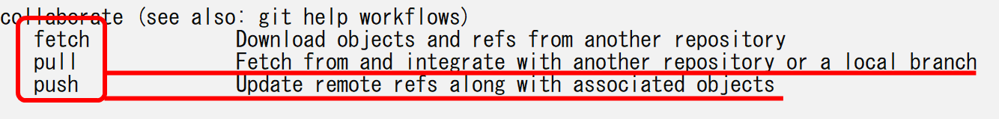 collaborate (see also: git help workflows)
fetch Download objects and refs from another repository
pull Fetch from and integrate with another repository or a local branch
push Update remote refs along with associated objects